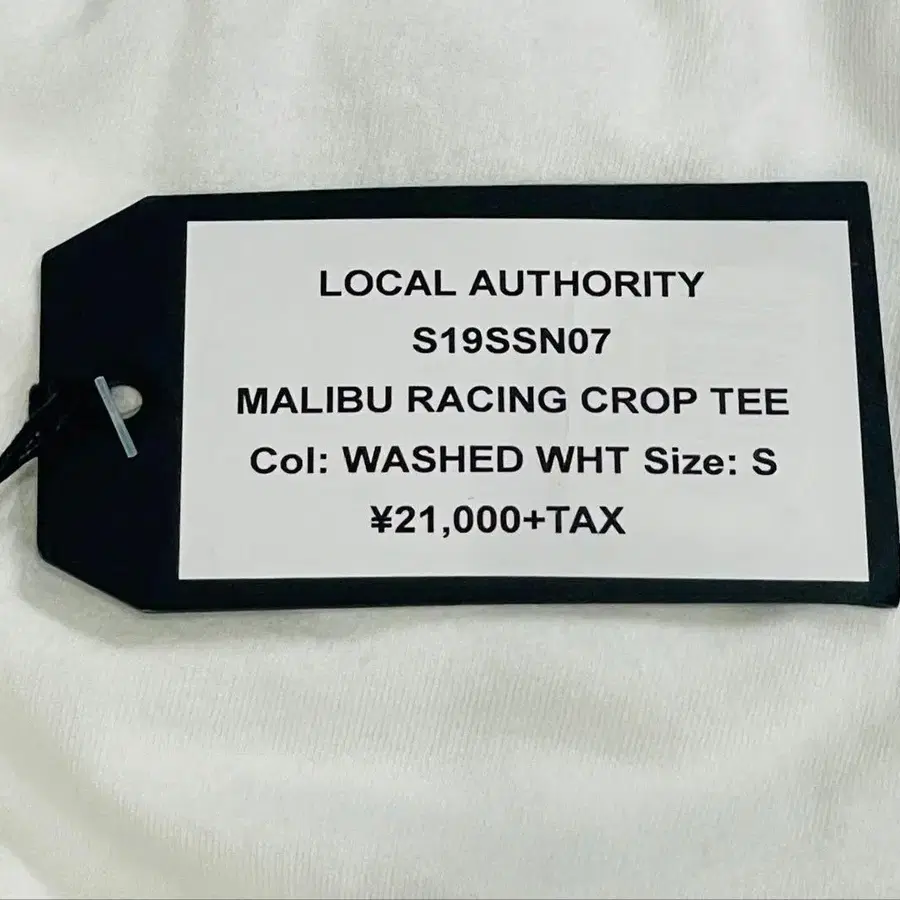 LOCAL AUTHORITY
S19SSN07
MALIBU RACING CROP TEE
Col: WASHED WHT Size: S
¥21,000+TAX